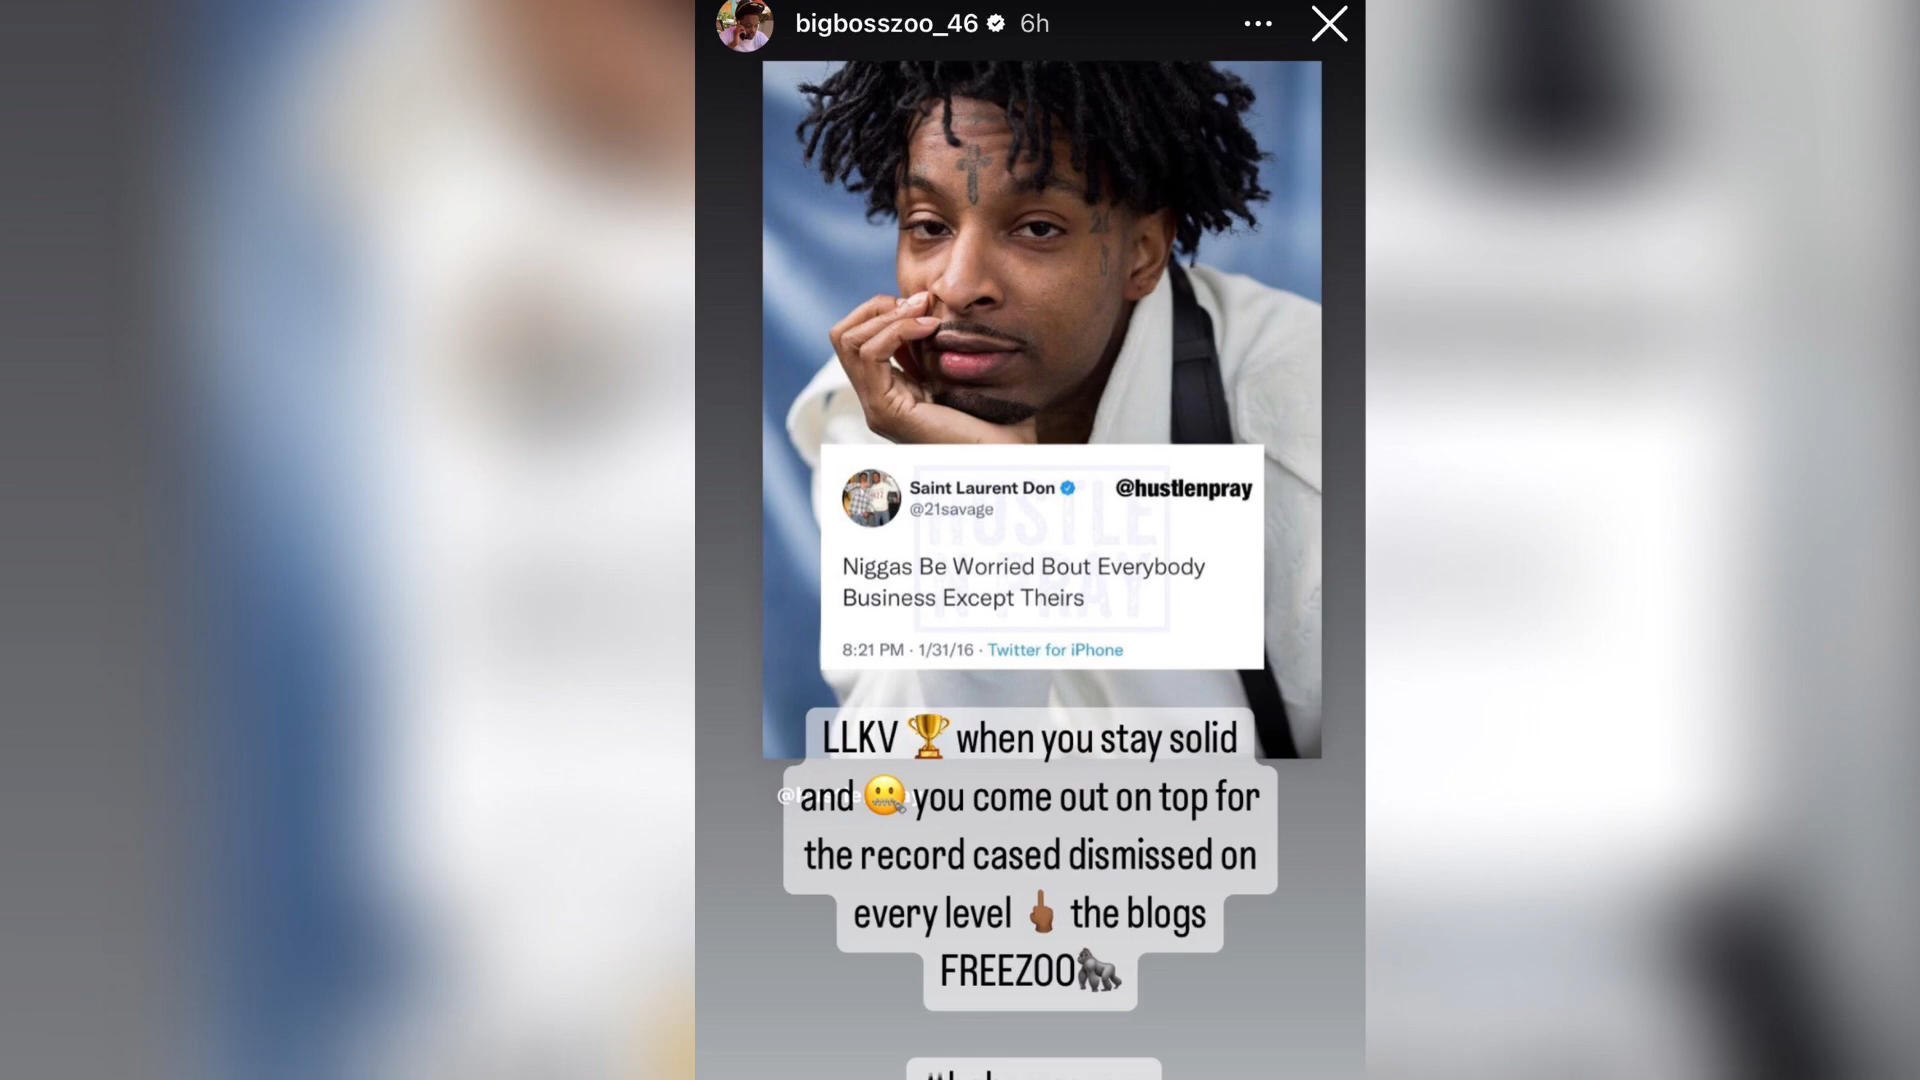 bigbosszoo_46 6h
Saint Laurent Don @hustlenpray
@21savage
HUSTLE
N PRAY
Niggas Be Worried Bout Everybody
Business Except Theirs
8:21 PM · 1/31/16 · Twitter for iPhone
LLKV 🏆 when you stay solid
and 🤐 you come out on top for
the record cased dismissed on
every level 🖕🏾 the blogs
FREEZOO🦍